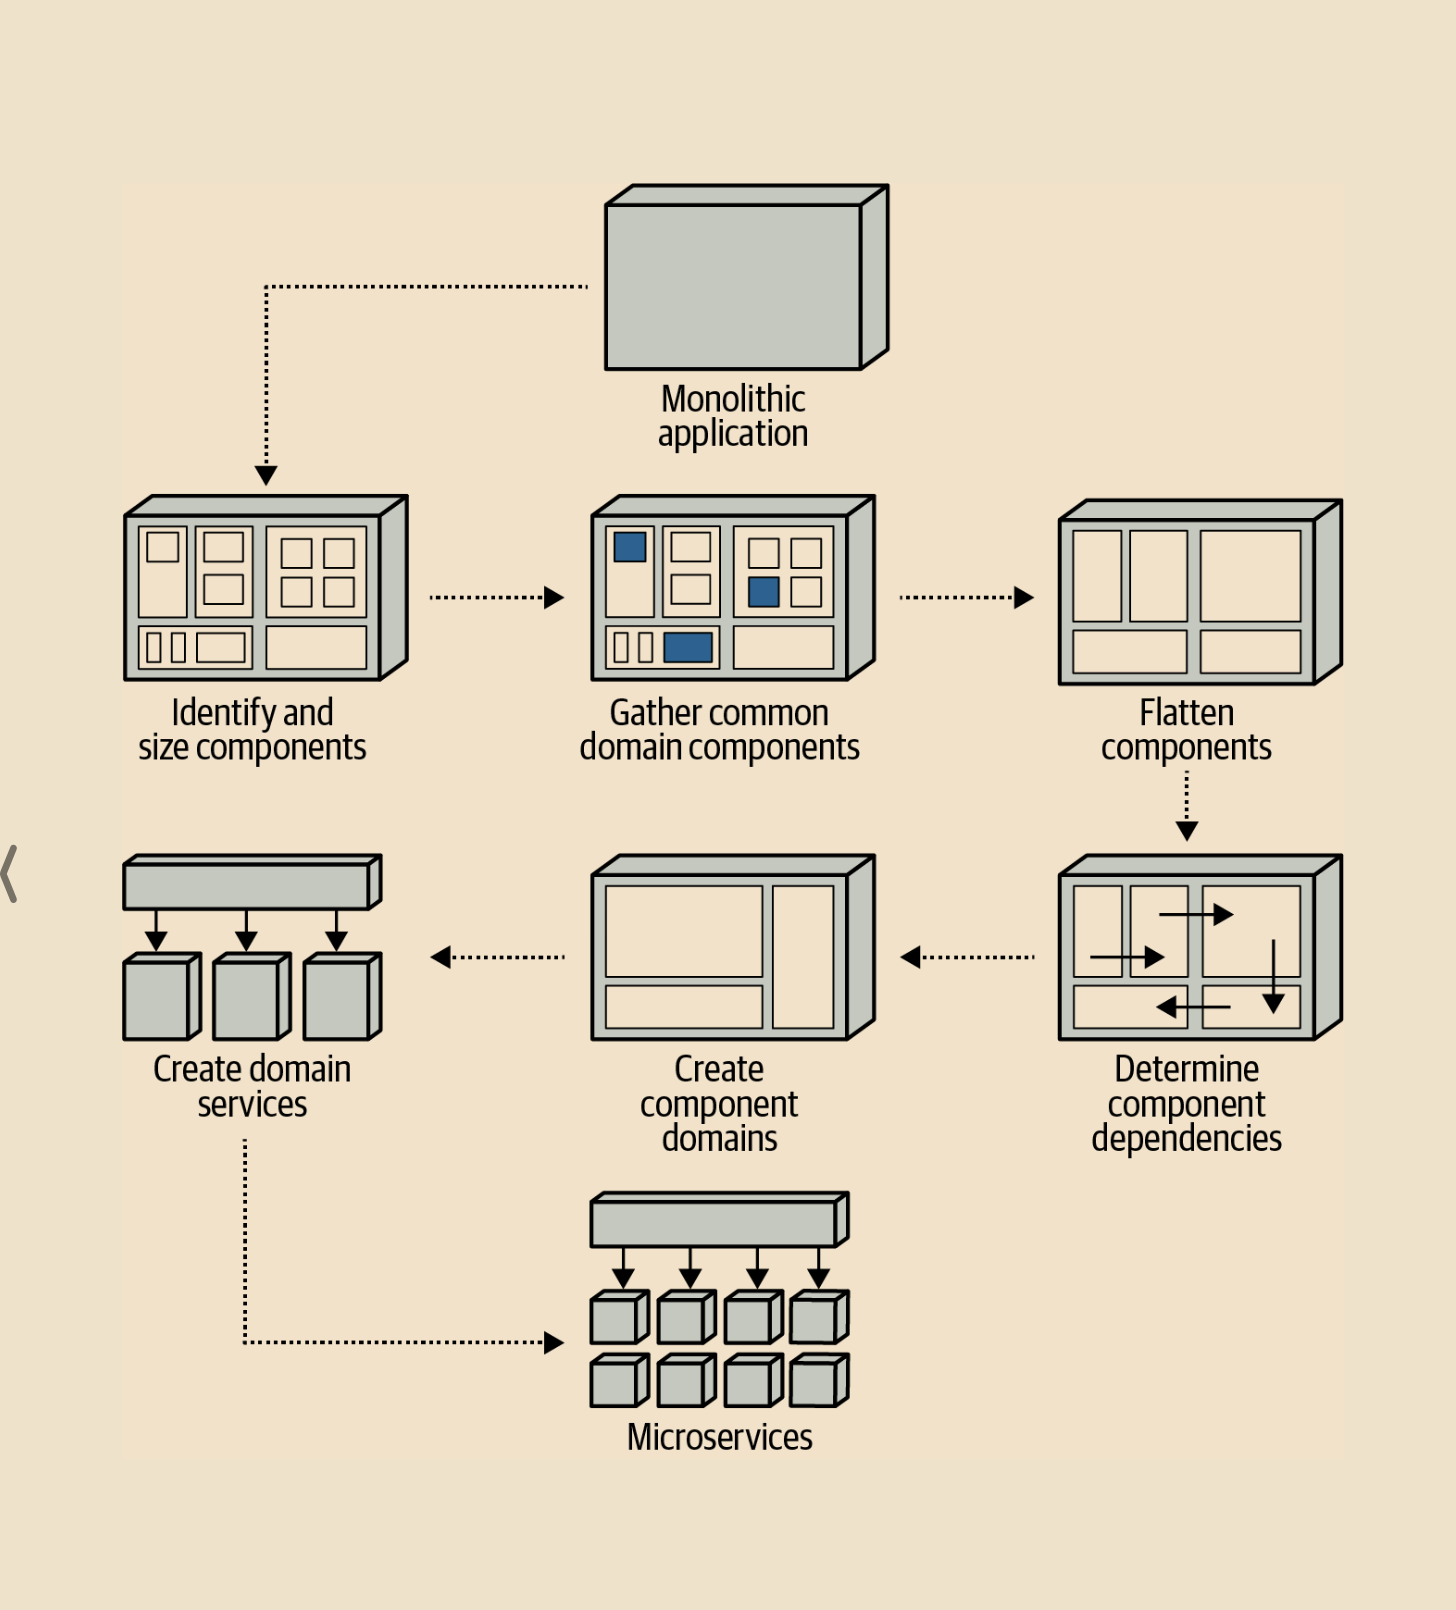 Monolithic
application
Identify and
size components
Gather common
domain components
Flatten
components
Create domain
services
Create
component
domains
Determine
component
dependencies
Microservices